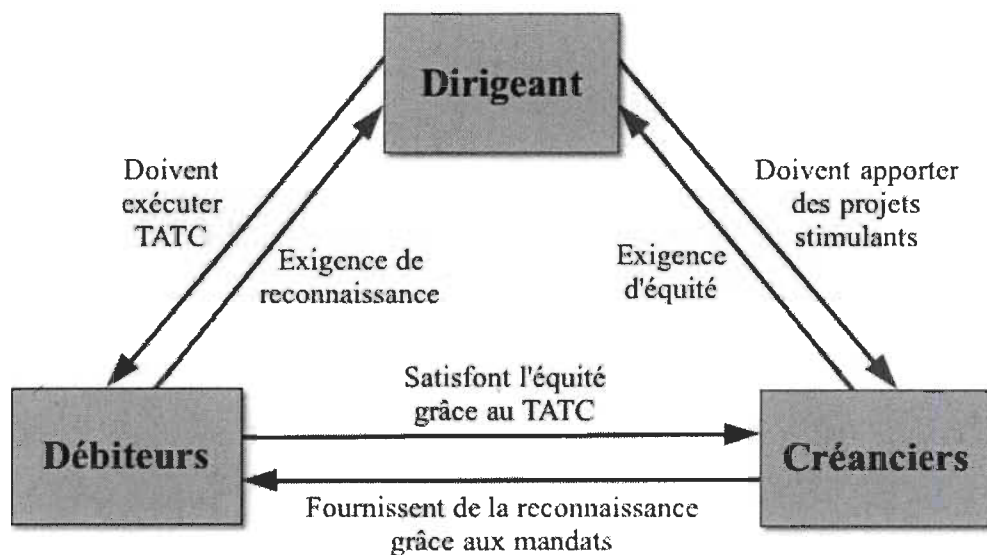 Dirigeant
Doivent
exécuter
TATC
Exigence de
reconnaissance
Doivent apporter
des projets
stimulants
Exigence
d'équité
Satisfont l'équité
grâce au TATC
Débiteurs
Créanciers
Fournissent de la reconnaissance
grâce aux mandats